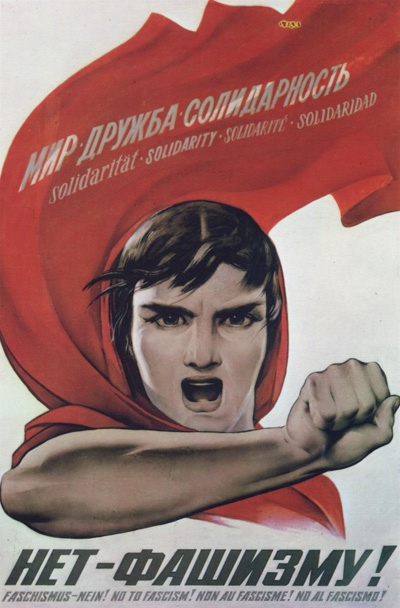 МИР·ДРУЖБА·СОЛИДАРНОСТЬ
Solidarität·SOLIDARITY·SOLIDARITÉ·SOLIDARIDAD
НЕТ-ФАШИЗМУ!
FASCHISMUS-NEIN! NO TO FASCISM! NON AU FASCISME! NO AL FASCISMO!